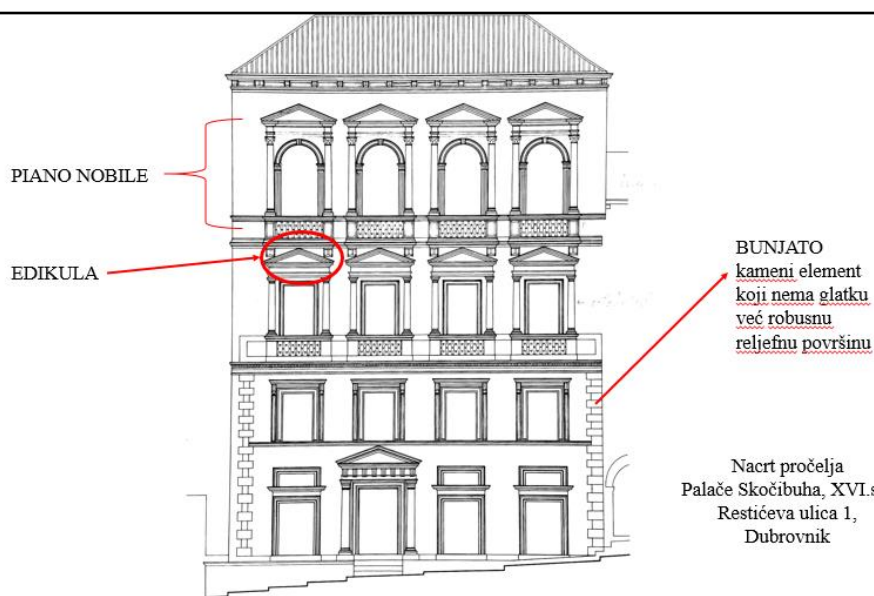 PIANO NOBILE
EDIKULA
BUNJATO
kameni element
koji nema glatku
već robusnu
reljefnu površinu
Nacrt pročelja
Palače Skočibuha, XVI.s
Restićeva ulica 1,
Dubrovnik